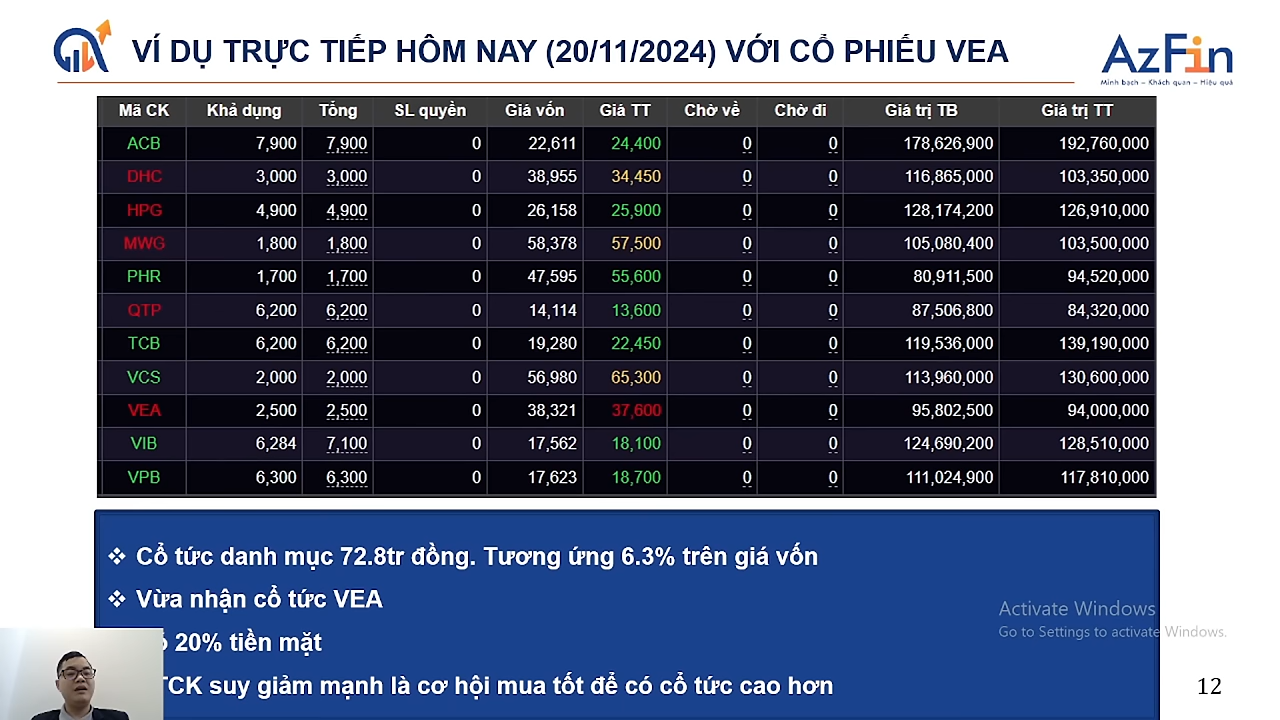 VÍ DỤ TRỰC TIẾP HÔM NAY (20/11/2024) VỚI CỔ PHIẾU VEA
AzFin
Minh bạch – Khách quan – Hiệu quả
Mã CK Khả dụng Tổng SL quyền Giá vốn Giá TT Chờ về Chờ đi Giá trị TB Giá trị TT
ACB 7,900 7,900 0 22,611 24,400 0 0 178,626,900 192,760,000
DHC 3,000 3,000 0 38,955 34,450 0 0 116,865,000 103,350,000
HPG 4,900 4,900 0 26,158 25,900 0 0 128,174,200 126,910,000
MWG 1,800 1,800 0 58,378 57,500 0 0 105,080,400 103,500,000
PHR 1,700 1,700 0 47,595 55,600 0 0 80,911,500 94,520,000
QTP 6,200 6,200 0 14,114 13,600 0 0 87,506,800 84,320,000
TCB 6,200 6,200 0 19,280 22,450 0 0 119,536,000 139,190,000
VCS 2,000 2,000 0 56,980 65,300 0 0 113,960,000 130,600,000
VEA 2,500 2,500 0 38,321 37,600 0 0 95,802,500 94,000,000
VIB 6,284 7,100 0 17,562 18,100 0 0 124,690,200 128,510,000
VPB 6,300 6,300 0 17,623 18,700 0 0 111,024,900 117,810,000
❖ Cổ tức danh mục 72.8tr đồng. Tương ứng 6.3% trên giá vốn
❖ Vừa nhận cổ tức VEA
20% tiền mặt
suy giảm mạnh là cơ hội mua tốt để có cổ tức cao hơn
Activate Windows
Go to Settings to activate Windows.
12